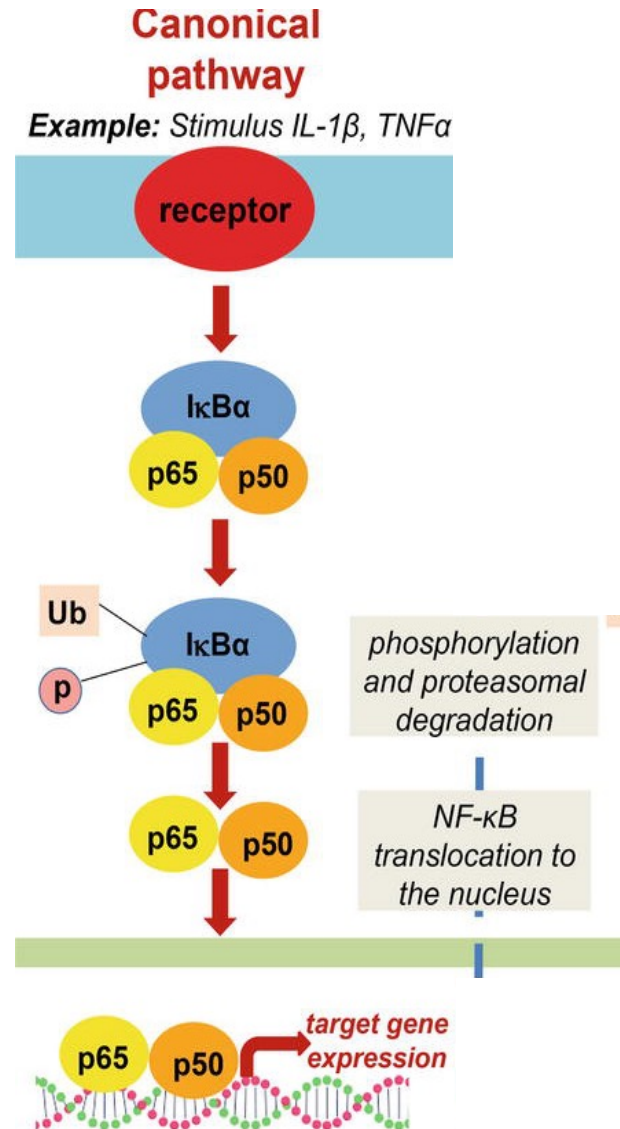 Canonical
pathway
Example: Stimulus IL-1β, TNFα
receptor
IκBα
p65 p50
Ub
IκBα
p
p65 p50
phosphorylation
and proteasomal
degradation
p65 p50
NF-κB
translocation to
the nucleus
p65 p50
target gene
expression